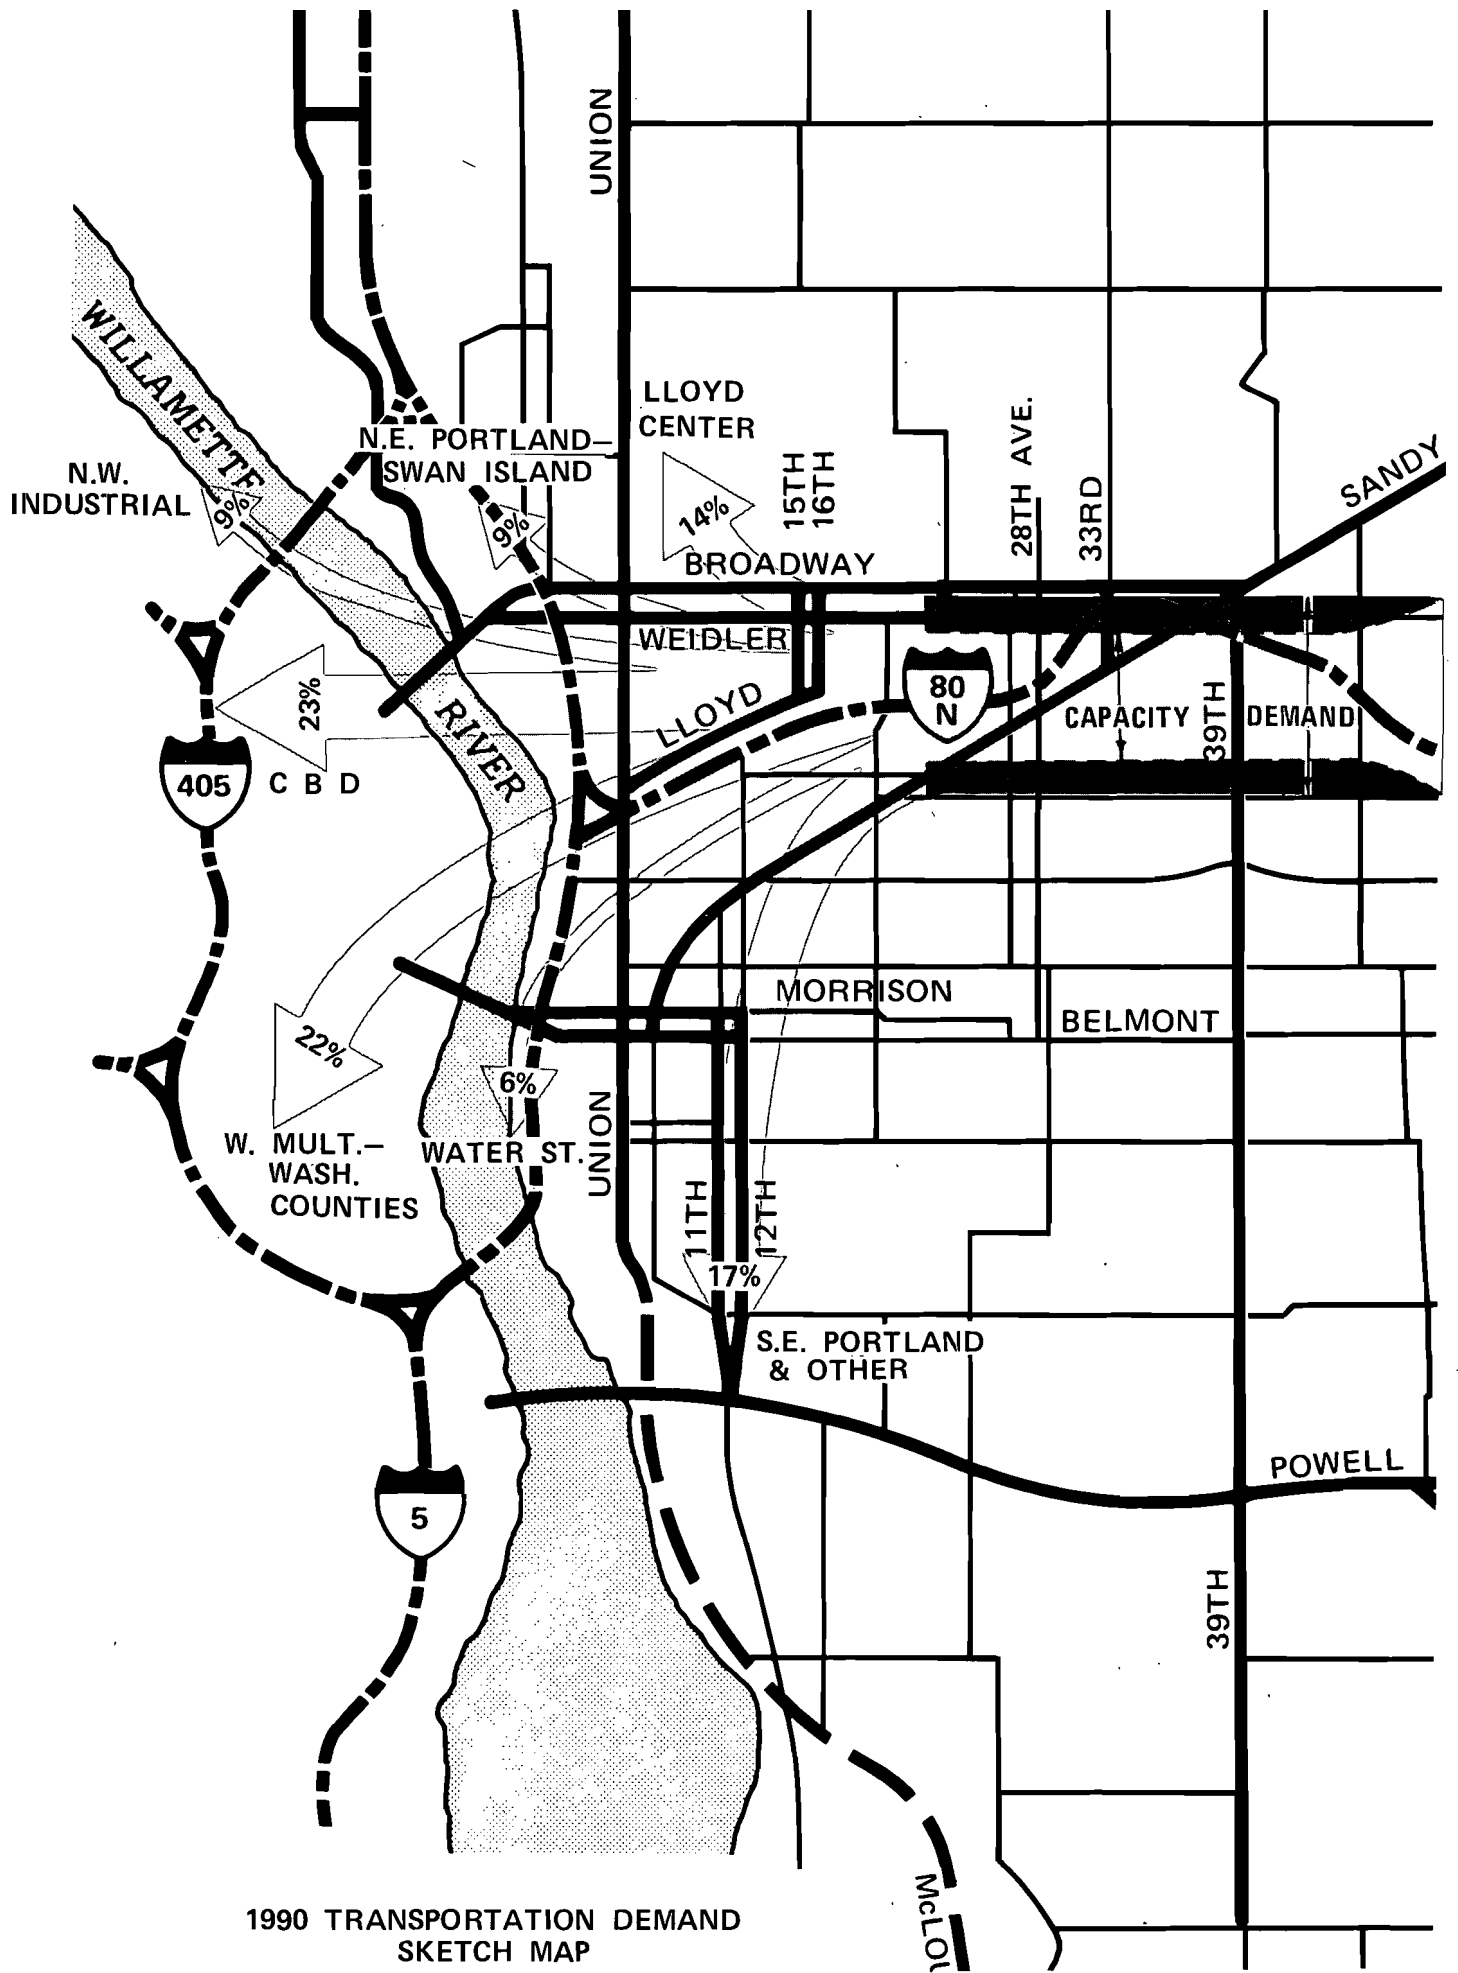 UNION
WILLAMETTE
LLOYD
CENTER
N.E. PORTLAND—
SWAN ISLAND
N.W.
INDUSTRIAL
9%
9%
14%
15TH
16TH
28TH AVE.
33RD
SANDY
BROADWAY
WEIDLER
23%
RIVER
LLOYD
80
N
CAPACITY
39TH
DEMAND
405
C B D
MORRISON
BELMONT
22%
6%
W. MULT.—
WASH.
COUNTIES
WATER ST.
UNION
11TH
12TH
17%
S.E. PORTLAND
& OTHER
POWELL
5
39TH
1990 TRANSPORTATION DEMAND
SKETCH MAP